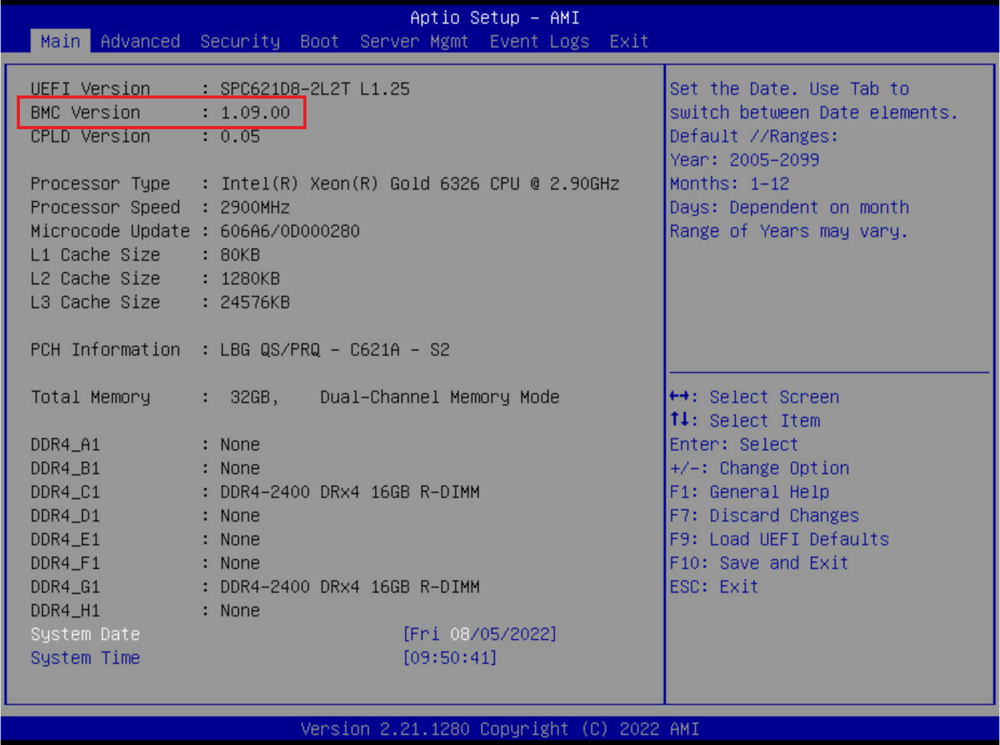 Aptio Setup – AMI
Main Advanced Security Boot Server Mgmt Event Logs Exit
UEFI Version : SPC621D8-2L2T L1.25
BMC Version : 1.09.00
CPLD Version : 0.05
Processor Type : Intel(R) Xeon(R) Gold 6326 CPU @ 2.90GHz
Processor Speed : 2900MHz
Microcode Update : 606A6/0D000280
L1 Cache Size : 80KB
L2 Cache Size : 1280KB
L3 Cache Size : 24576KB
PCH Information : LBG QS/PRQ - C621A - S2
Total Memory : 32GB, Dual-Channel Memory Mode
DDR4_A1 : None
DDR4_B1 : None
DDR4_C1 : DDR4-2400 DRx4 16GB R-DIMM
DDR4_D1 : None
DDR4_E1 : None
DDR4_F1 : None
DDR4_G1 : DDR4-2400 DRx4 16GB R-DIMM
DDR4_H1 : None
System Date [Fri 08/05/2022]
System Time [09:50:41]
Set the Date. Use Tab to
switch between Date elements.
Default //Ranges:
Year: 2005-2099
Months: 1-12
Days: Dependent on month
Range of Years may vary.
↔: Select Screen
↑↓: Select Item
Enter: Select
+/-: Change Option
F1: General Help
F7: Discard Changes
F9: Load UEFI Defaults
F10: Save and Exit
ESC: Exit
Version 2.21.1280 Copyright (C) 2022 AMI